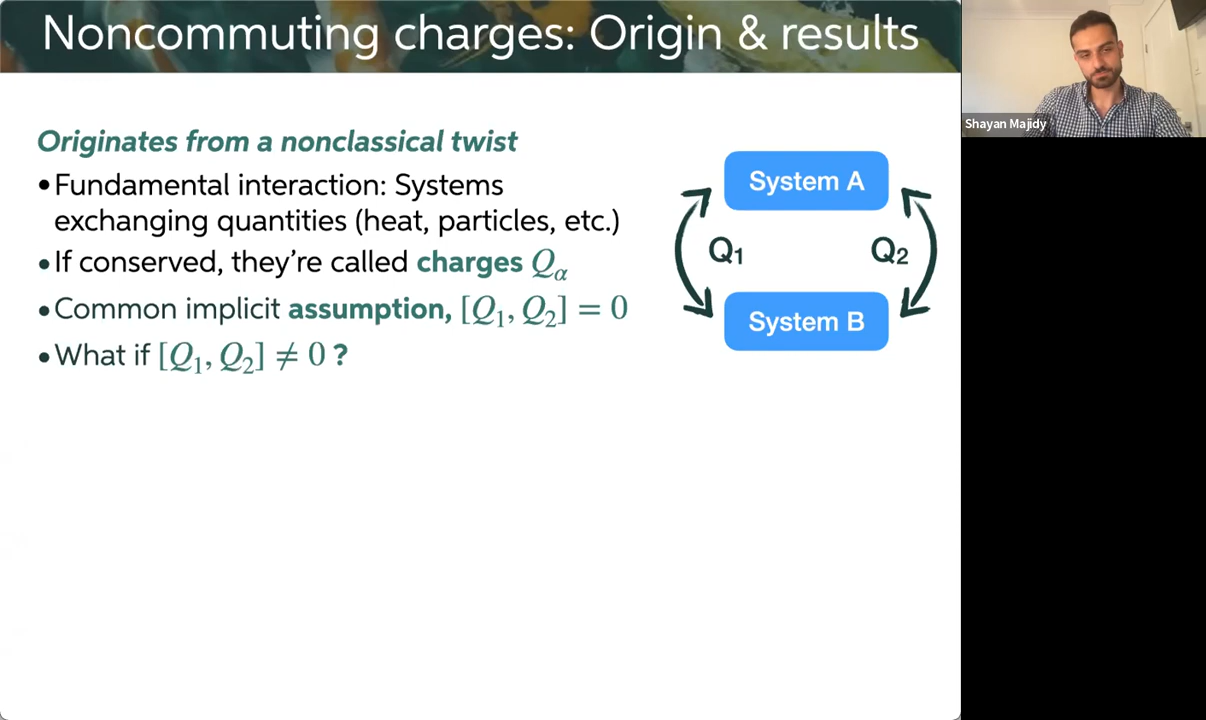 Noncommuting charges: Origin & results
Shayan Majidy
Originates from a nonclassical twist
•Fundamental interaction: Systems
exchanging quantities (heat, particles, etc.)
•If conserved, they’re called charges Qα
•Common implicit assumption, [Q₁, Q₂] = 0
•What if [Q₁, Q₂] ≠ 0 ?
System A
Q₁
Q₂
System B